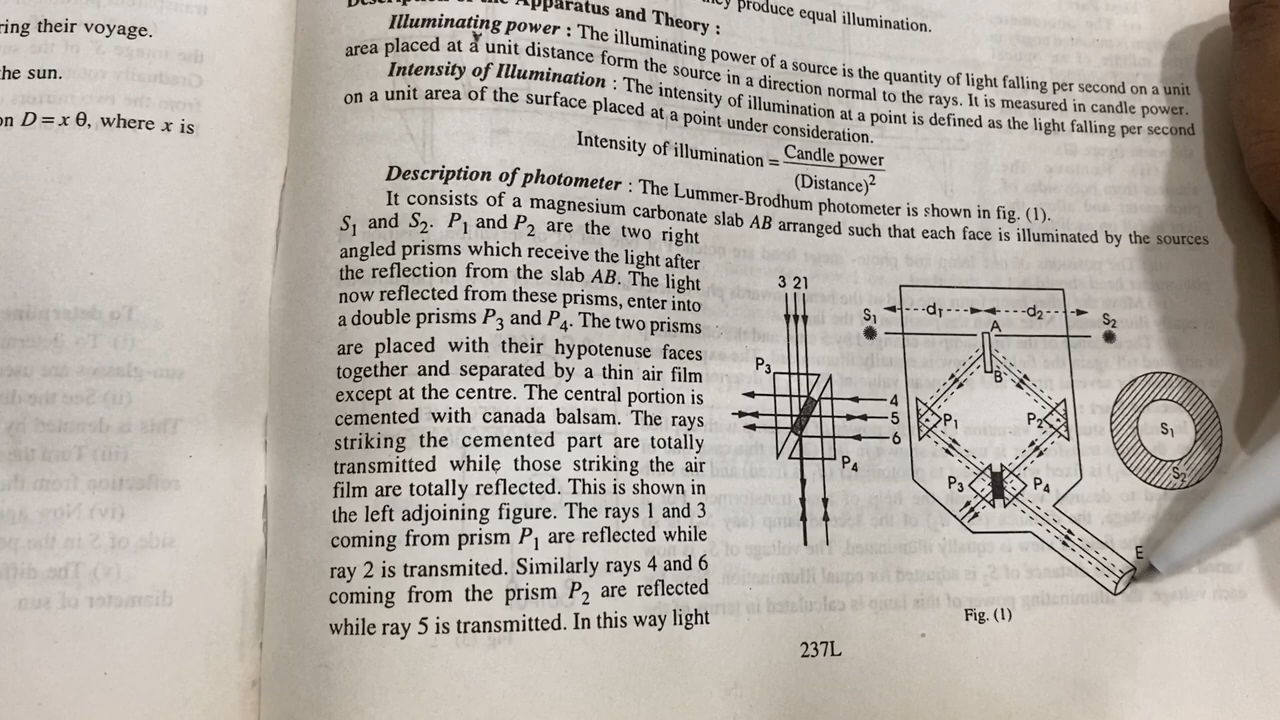 ring their voyage.
the sun.
on D = x θ, where x is
they produce equal illumination.
Apparatus and Theory :
Illuminating power : The illuminating power of a source is the quantity of light falling per second on a unit
area placed at a unit distance form the source in a direction normal to the rays. It is measured in candle power.
Intensity of Illumination : The intensity of illumination at a point is defined as the light falling per second
on a unit area of the surface placed at a point under consideration.
Intensity of illumination = Candle power / (Distance)²
Description of photometer : The Lummer-Brodhum photometer is shown in fig. (1).
It consists of a magnesium carbonate slab AB arranged such that each face is illuminated by the sources
S₁ and S₂. P₁ and P₂ are the two right
angled prisms which receive the light after
the reflection from the slab AB. The light
now reflected from these prisms, enter into
a double prisms P₃ and P₄. The two prisms
are placed with their hypotenuse faces
together and separated by a thin air film
except at the centre. The central portion is
cemented with canada balsam. The rays
striking the cemented part are totally
transmitted while those striking the air
film are totally reflected. This is shown in
the left adjoining figure. The rays 1 and 3
coming from prism P₁ are reflected while
ray 2 is transmited. Similarly rays 4 and 6
coming from the prism P₂ are reflected
while ray 5 is transmitted. In this way light
3 2 1
P₃
4
5
6
P₄
S₁ d₁ d₂ S₂
A
B
P₁ P₂
P₃ P₄
E
S₁
S₂
Fig. (1)
237L